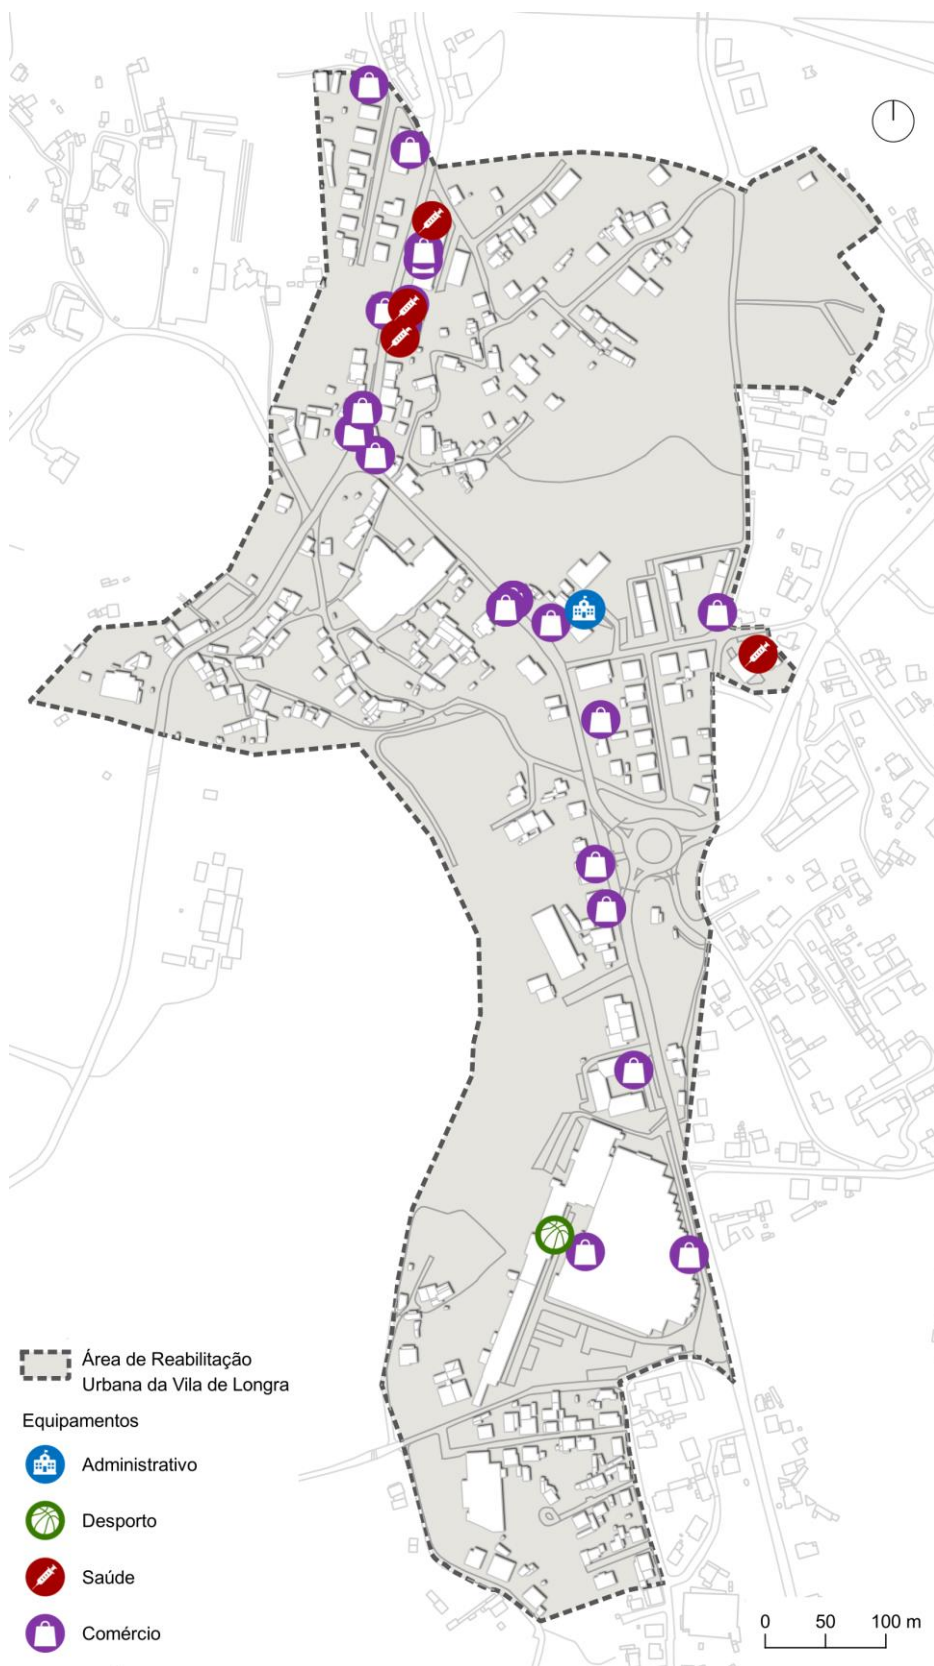 Área de Reabilitação
Urbana da Vila de Longra
Equipamentos
Administrativo
Desporto
Saúde
Comércio
0 50 100 m